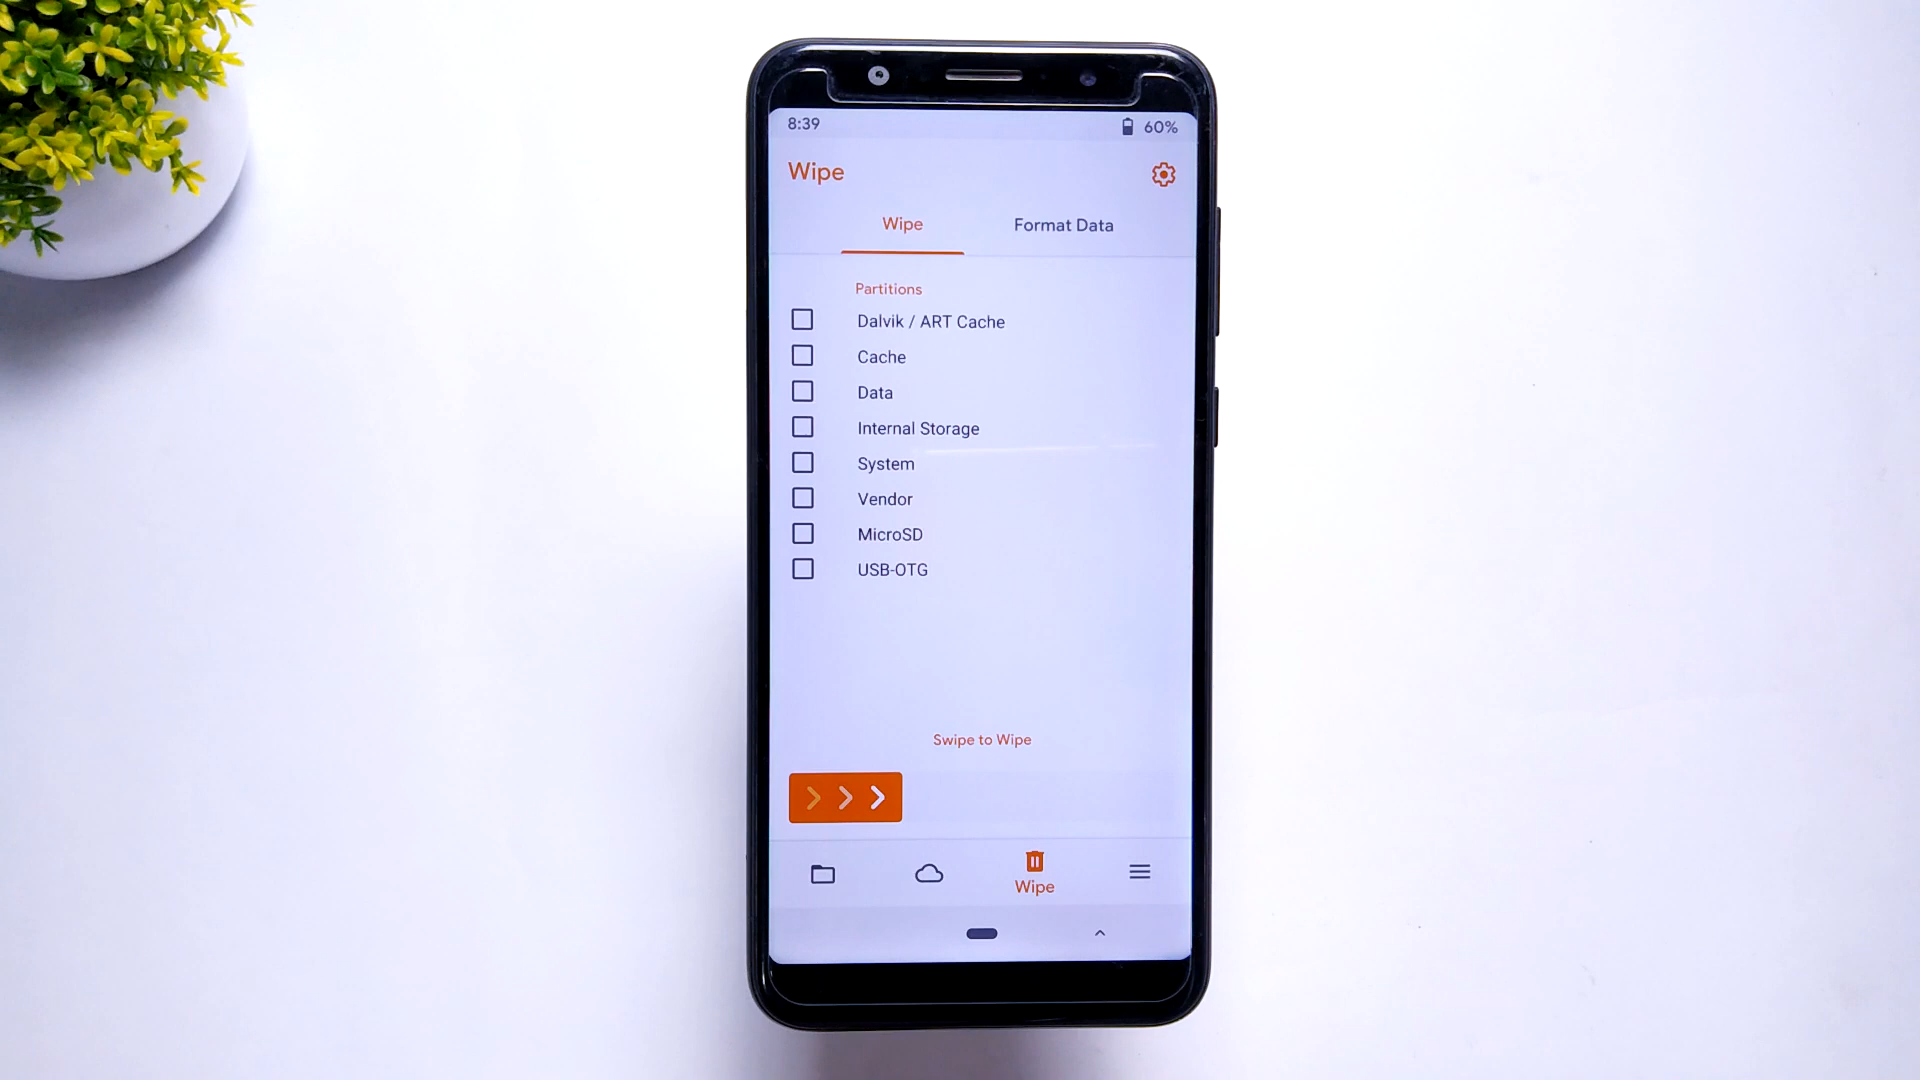 8:39
60%
Wipe
Wipe
Format Data
Partitions
Dalvik / ART Cache
Cache
Data
Internal Storage
System
Vendor
MicroSD
USB-OTG
Swipe to Wipe
Wipe